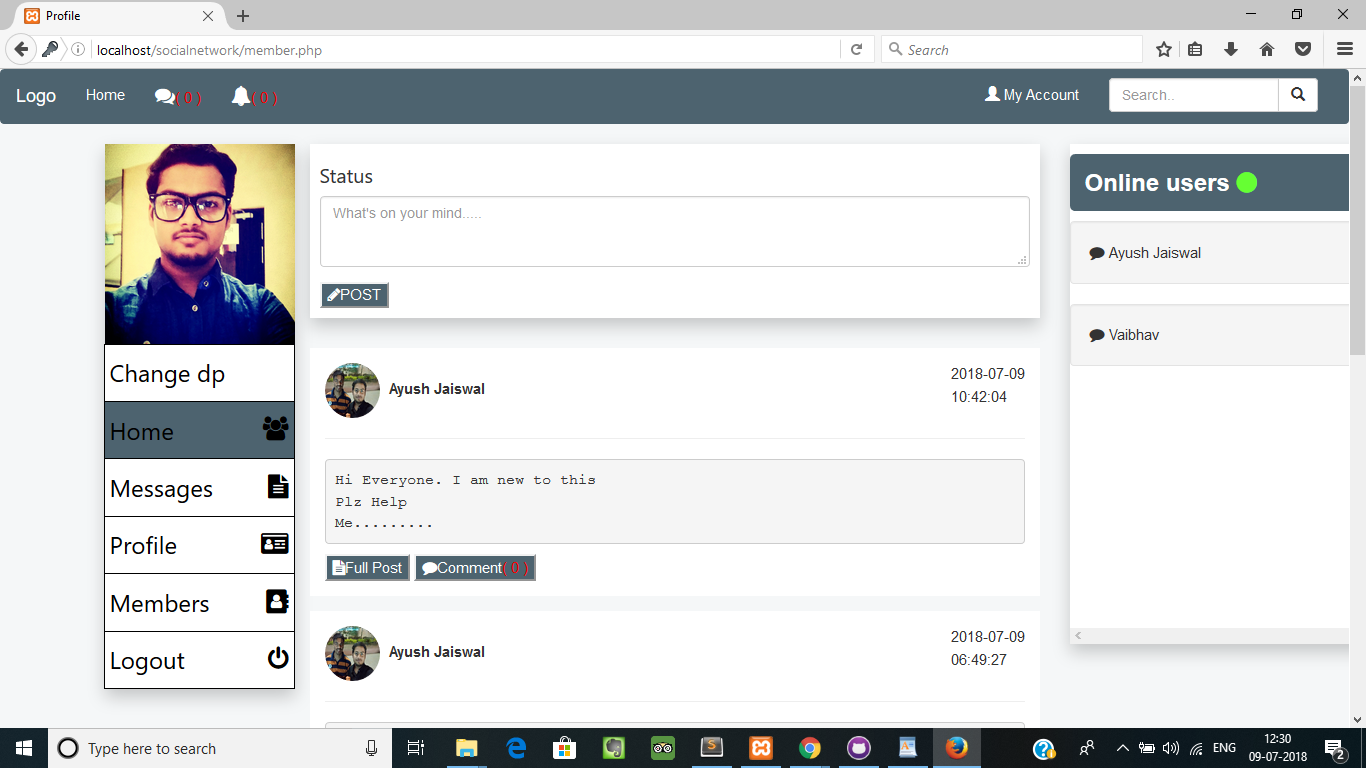 Profile
localhost/socialnetwork/member.php
Search
Logo
Home
( 0 )
( 0 )
My Account
Search..
Status
What's on your mind.....
POST
Change dp
Home
Messages
Profile
Members
Logout
Ayush Jaiswal
2018-07-09
10:42:04
Hi Everyone. I am new to this
Plz Help
Me.........
Full Post
Comment( 0 )
Ayush Jaiswal
2018-07-09
06:49:27
Online users
Ayush Jaiswal
Vaibhav
Type here to search
ENG
12:30
09-07-2018
2